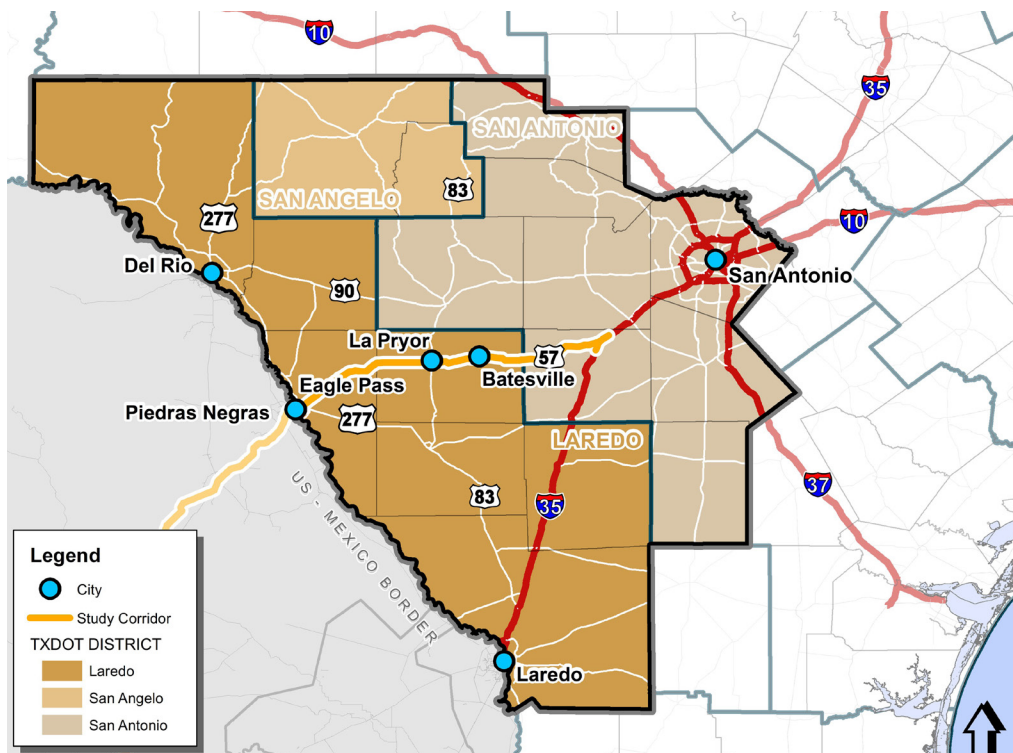 10
35
SAN ANTONIO
83
SAN ANGELO
277
10
Del Rio
San Antonio
90
La Pryor
57
Batesville
Eagle Pass
Piedras Negras
277
LAREDO
37
83
35
US - MEXICO BORDER
Laredo
Legend
City
Study Corridor
TXDOT DISTRICT
Laredo
San Angelo
San Antonio